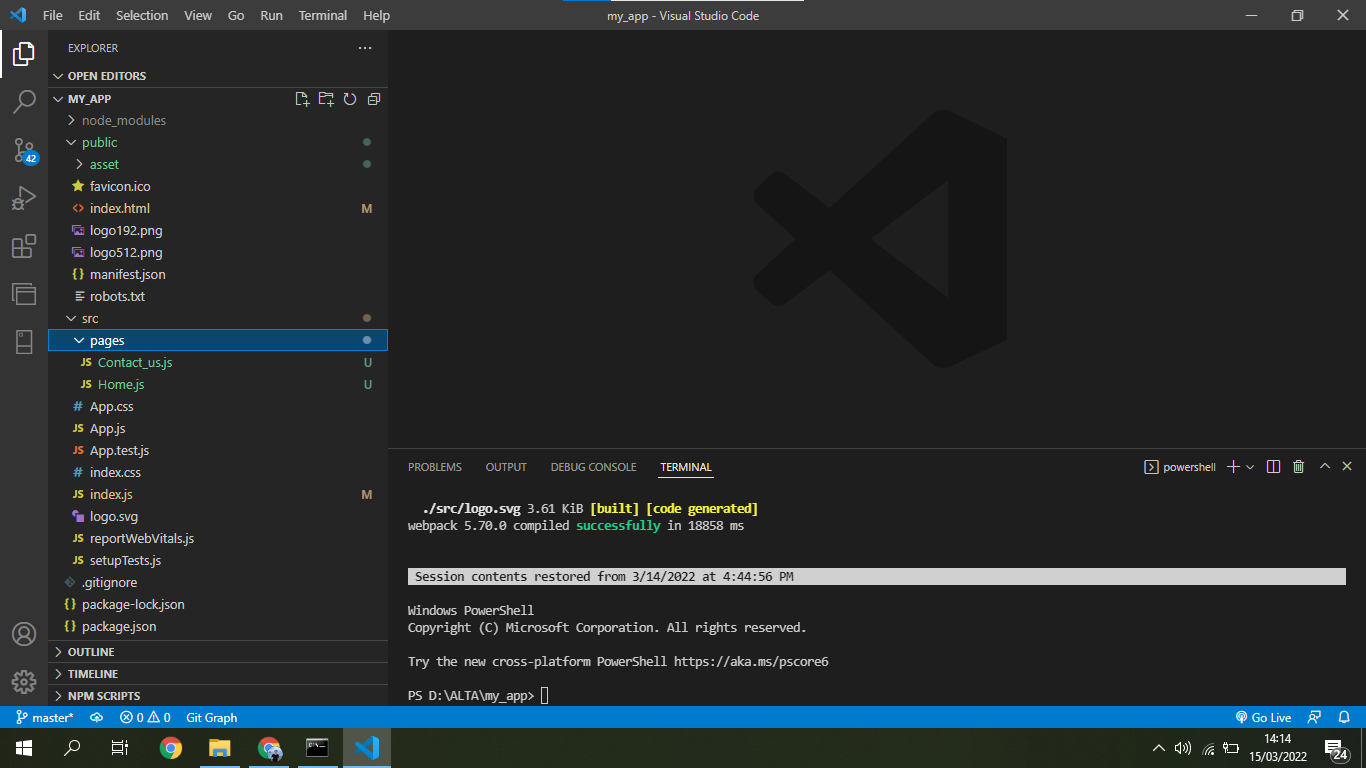 File Edit Selection View Go Run Terminal Help
my_app - Visual Studio Code
EXPLORER
OPEN EDITORS
MY_APP
node_modules
public
asset
favicon.ico
index.html M
logo192.png
logo512.png
manifest.json
robots.txt
src
pages
Contact_us.js U
Home.js U
App.css
App.js
App.test.js
index.css
index.js M
logo.svg
reportWebVitals.js
setupTests.js
.gitignore
package-lock.json
package.json
OUTLINE
TIMELINE
NPM SCRIPTS
42
PROBLEMS OUTPUT DEBUG CONSOLE TERMINAL
powershell
./src/logo.svg 3.61 KiB [built] [code generated]
webpack 5.70.0 compiled successfully in 18858 ms
Session contents restored from 3/14/2022 at 4:44:56 PM
Windows PowerShell
Copyright (C) Microsoft Corporation. All rights reserved.
Try the new cross-platform PowerShell https://aka.ms/pscore6
PS D:\ALTA\my_app>
master* 0 0 Git Graph
Go Live
14:14
15/03/2022
24